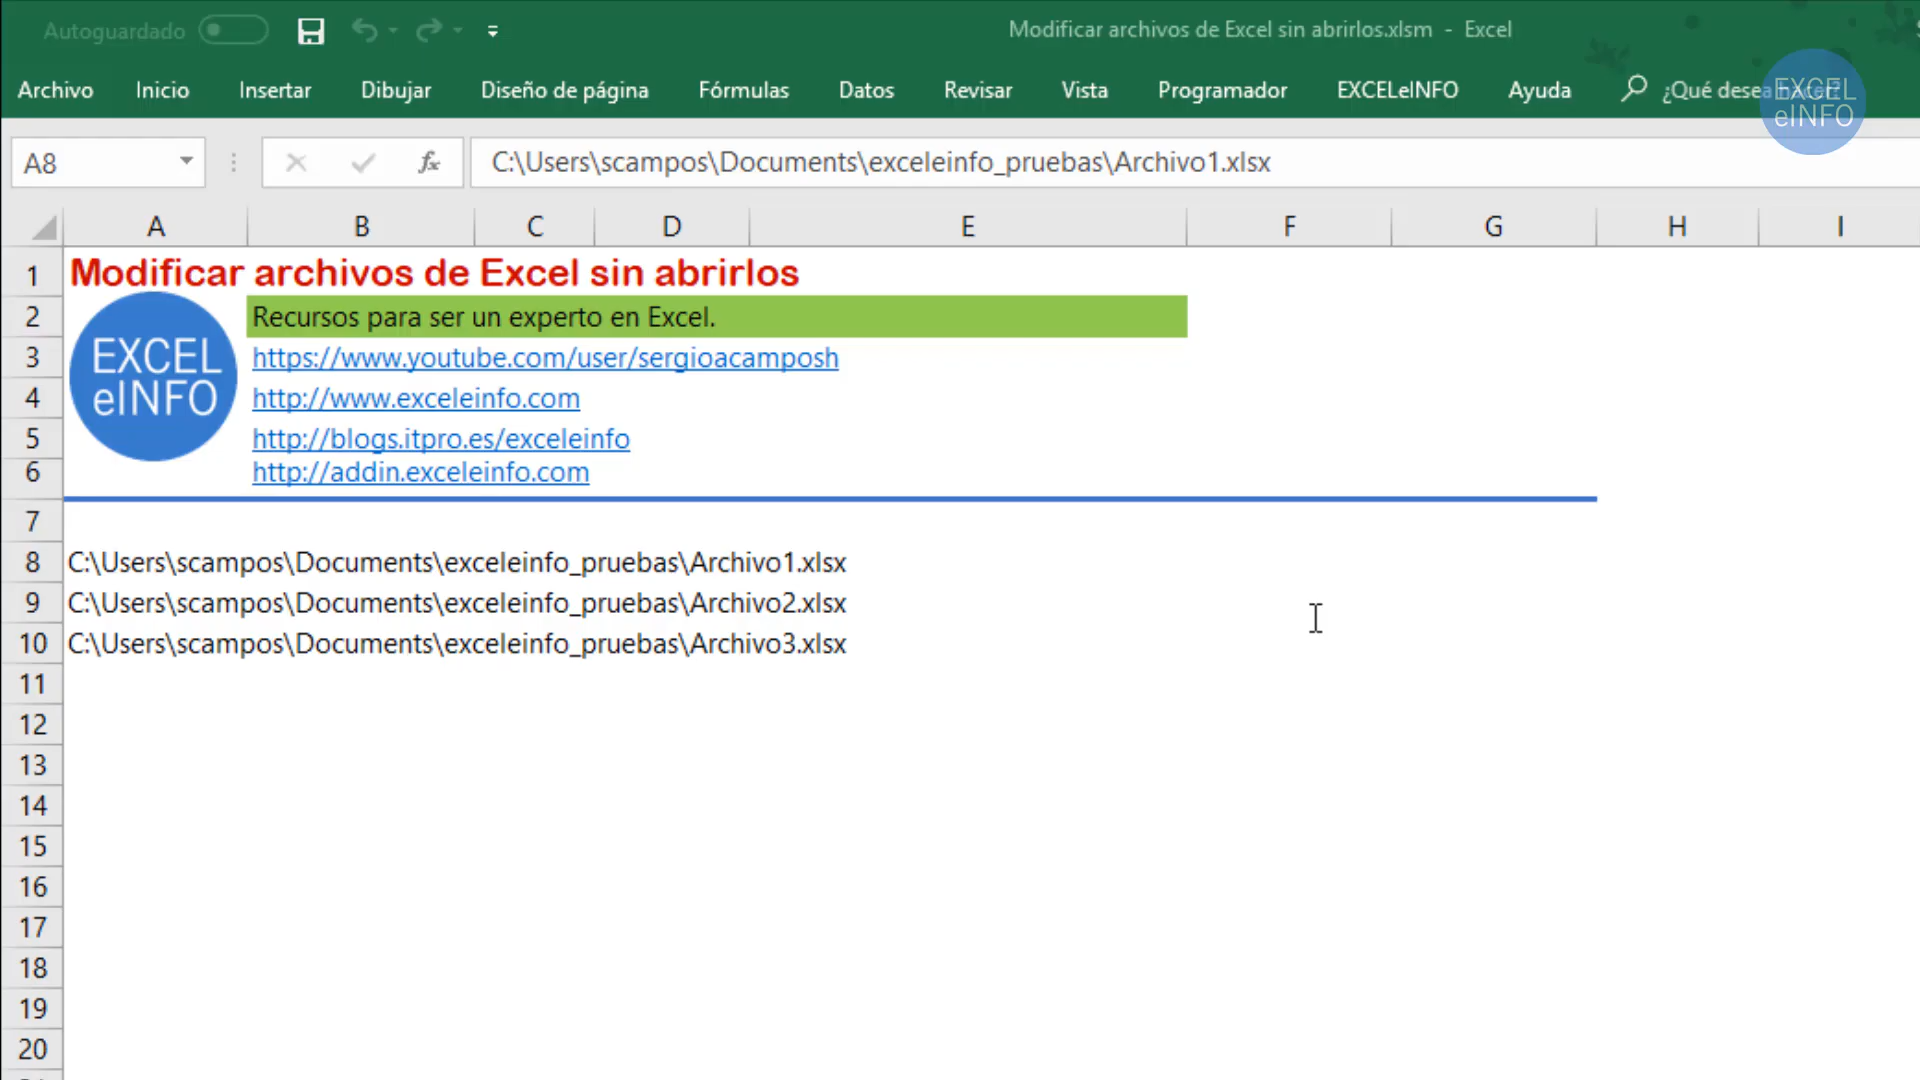 Autoguardado
Modificar archivos de Excel sin abrirlos.xlsm - Excel
Archivo Inicio Insertar Dibujar Diseño de página Fórmulas Datos Revisar Vista Programador EXCELeINFO Ayuda ¿Qué desea
EXCEL
eINFO
A8 fx C:\Users\scampos\Documents\exceleinfo_pruebas\Archivo1.xlsx
A B C D E F G H I
1 Modificar archivos de Excel sin abrirlos
EXCEL
eINFO
2 Recursos para ser un experto en Excel.
3 https://www.youtube.com/user/sergioacamposh
4 http://www.exceleinfo.com
5 http://blogs.itpro.es/exceleinfo
6 http://addin.exceleinfo.com
7
8 C:\Users\scampos\Documents\exceleinfo_pruebas\Archivo1.xlsx
9 C:\Users\scampos\Documents\exceleinfo_pruebas\Archivo2.xlsx
10 C:\Users\scampos\Documents\exceleinfo_pruebas\Archivo3.xlsx
11
12
13
14
15
16
17
18
19
20